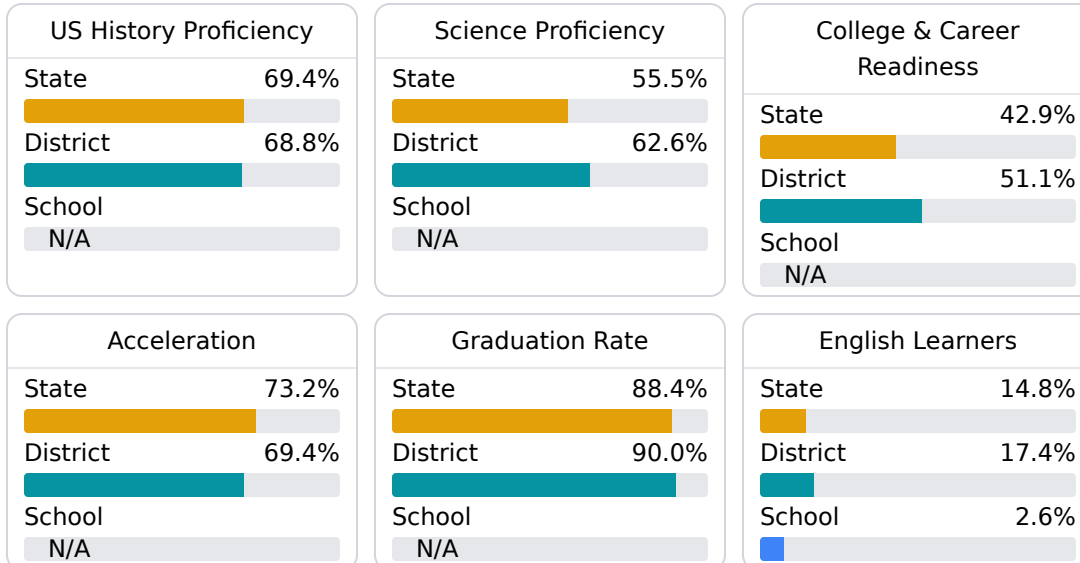 US History Proficiency
State 69.4%
District 68.8%
School
N/A
Science Proficiency
State 55.5%
District 62.6%
School
N/A
College & Career
Readiness
State 42.9%
District 51.1%
School
N/A
Acceleration
State 73.2%
District 69.4%
School
N/A
Graduation Rate
State 88.4%
District 90.0%
School
N/A
English Learners
State 14.8%
District 17.4%
School 2.6%